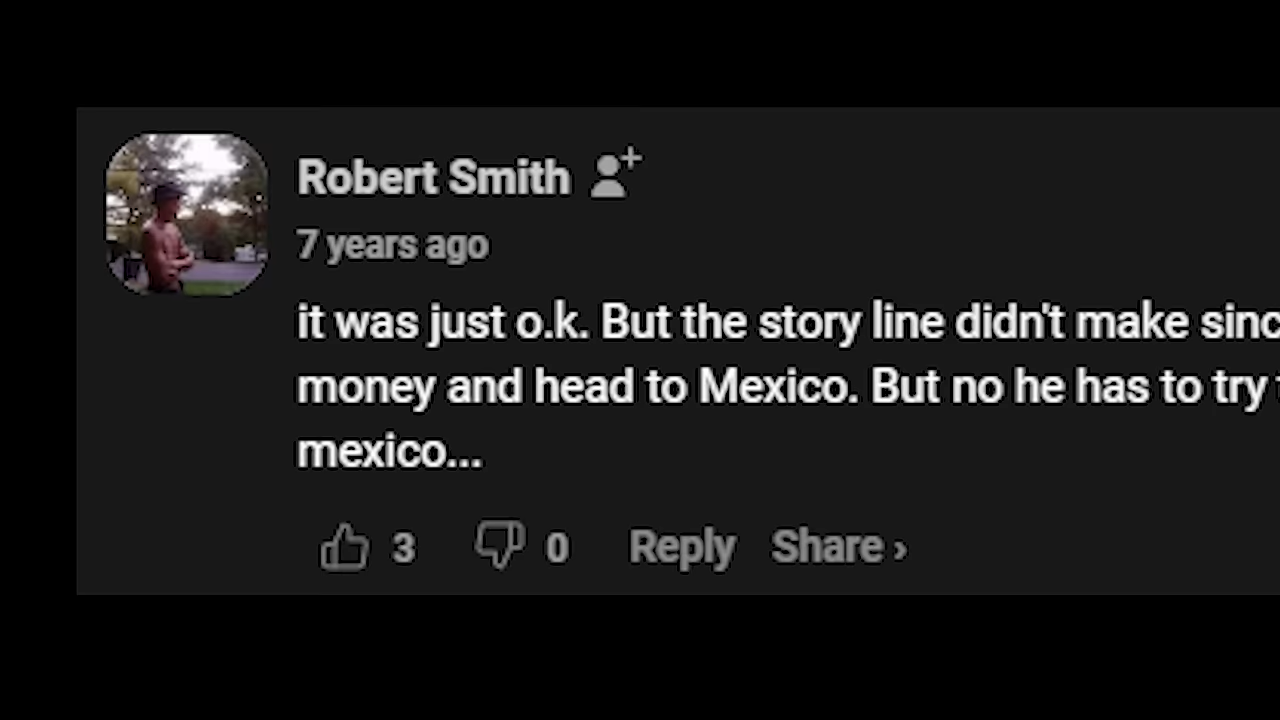 Robert Smith
7 years ago
it was just o.k. But the story line didn't make
money and head to Mexico. But no he has to try
mexico...
3 0 Reply Share ›